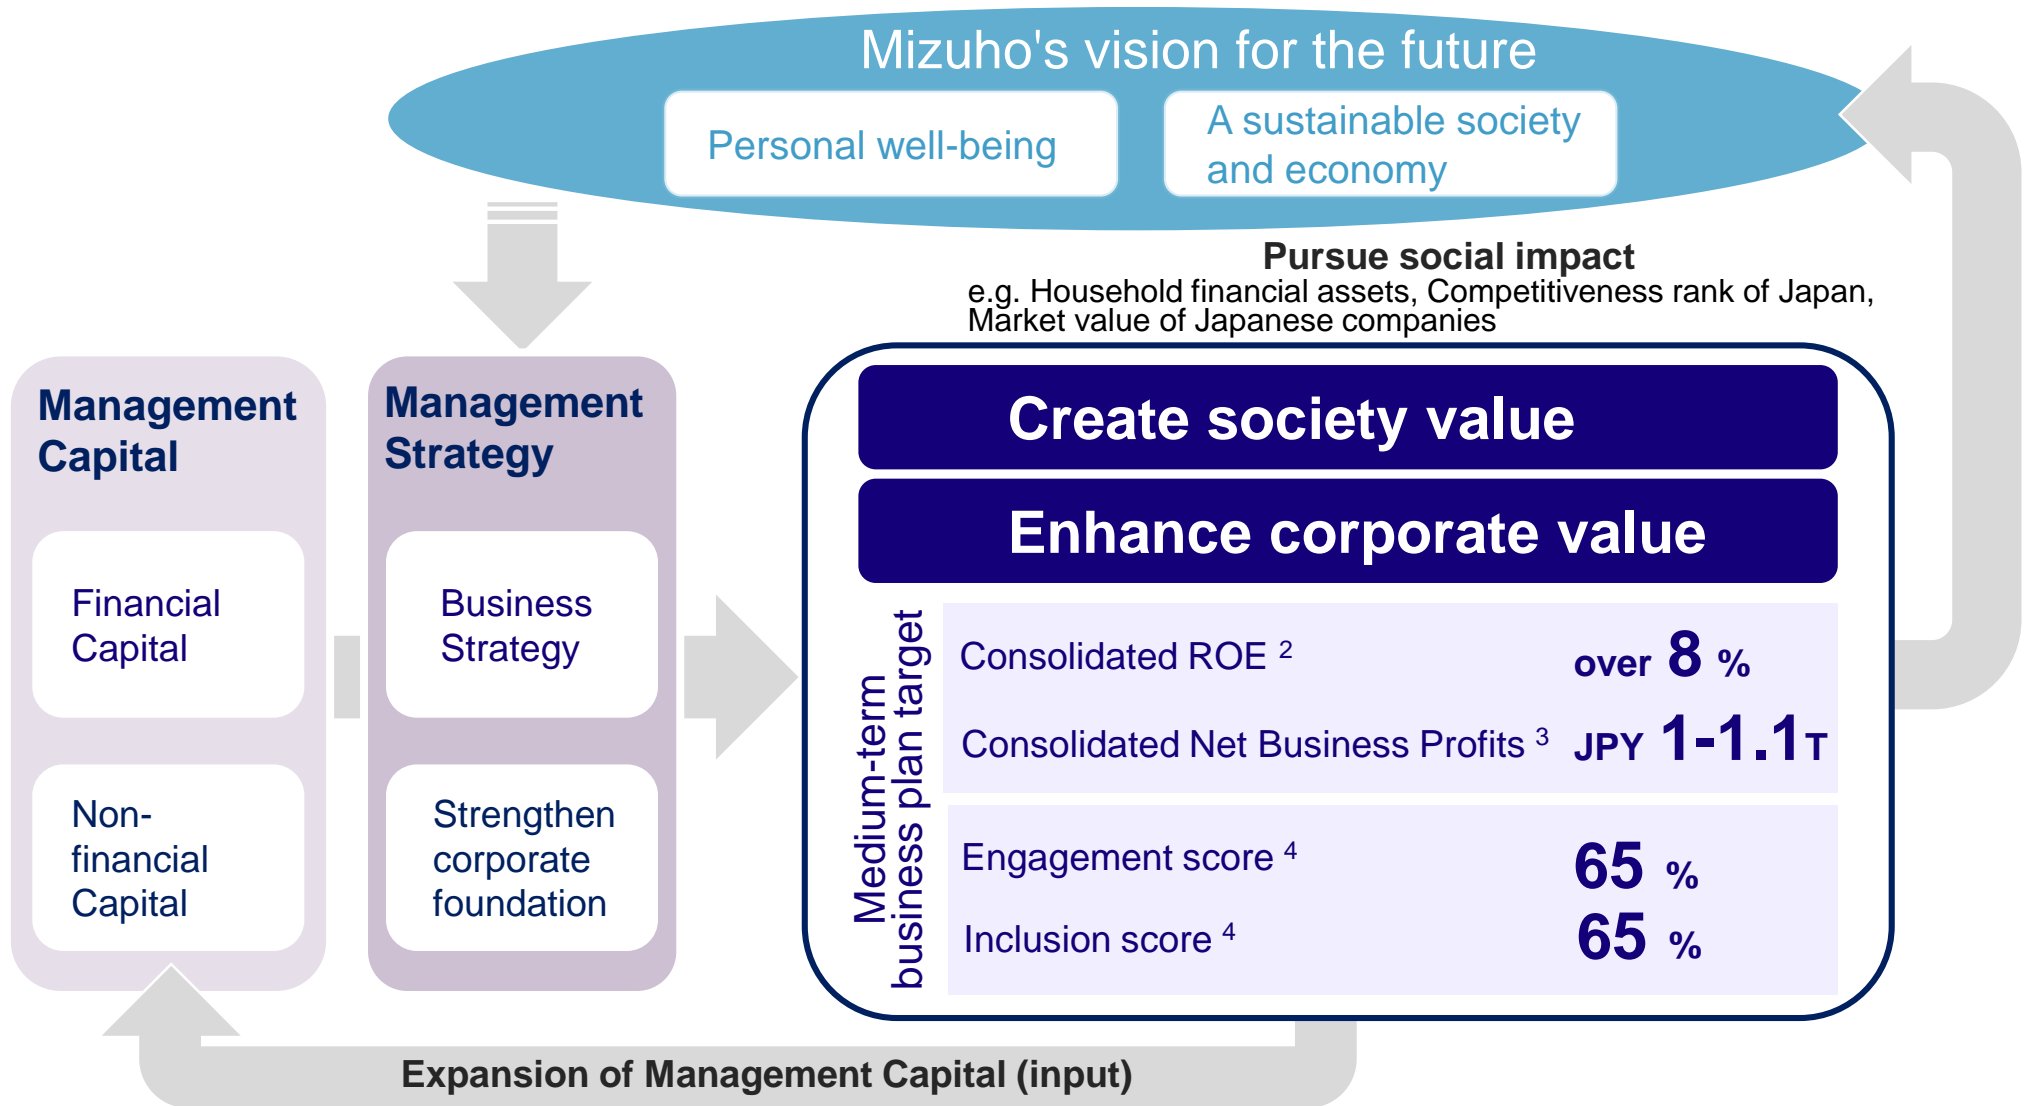 Mizuho's vision for the future
Personal well-being
A sustainable society
and economy
Pursue social impact
e.g. Household financial assets, Competitiveness rank of Japan,
Market value of Japanese companies
Management
Capital
Financial
Capital
Non-
financial
Capital
Management
Strategy
Business
Strategy
Strengthen
corporate
foundation
Create society value
Enhance corporate value
Medium-term
business plan target
Consolidated ROE 2 over 8 %
Consolidated Net Business Profits 3 JPY 1-1.1T
Engagement score 4 65 %
Inclusion score 4 65 %
Expansion of Management Capital (input)